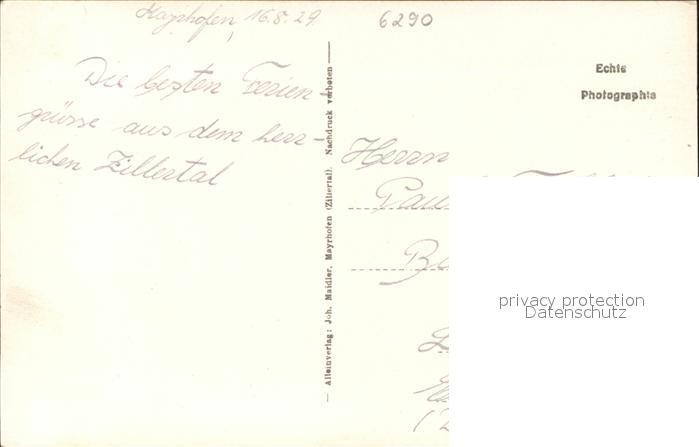 Mayrhofen, 16.8.29
6290
Die besten Ferien-
grüsse aus dem herr-
lichen Zillertal
— Alleinverlag: Joh. Maidler, Mayrhofen (Zillertal). Nachdruck verboten —
Echte
Photographie
Herrn
privacy protection
Datenschutz